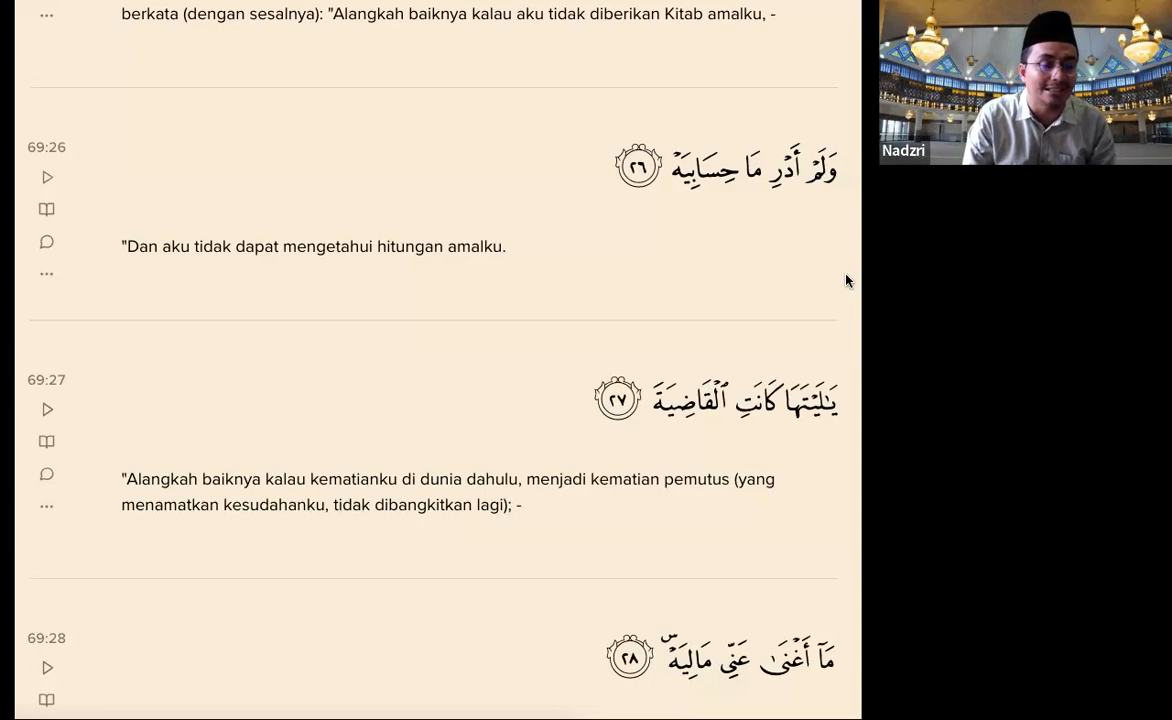 berkata (dengan sesalnya): "Alangkah baiknya kalau aku tidak diberikan Kitab amalku, -
Nadzri
69:26
وَلَمْ أَدْرِ مَا حِسَابِيَهْ ٢٦
"Dan aku tidak dapat mengetahui hitungan amalku.
69:27
يَـٰلَيْتَهَا كَانَتِ ٱلْقَاضِيَةَ ٢٧
"Alangkah baiknya kalau kematianku di dunia dahulu, menjadi kematian pemutus (yang
menamatkan kesudahanku, tidak dibangkitkan lagi); -
69:28
مَآ أَغْنَىٰ عَنِّى مَالِيَهْ ۜ ٢٨